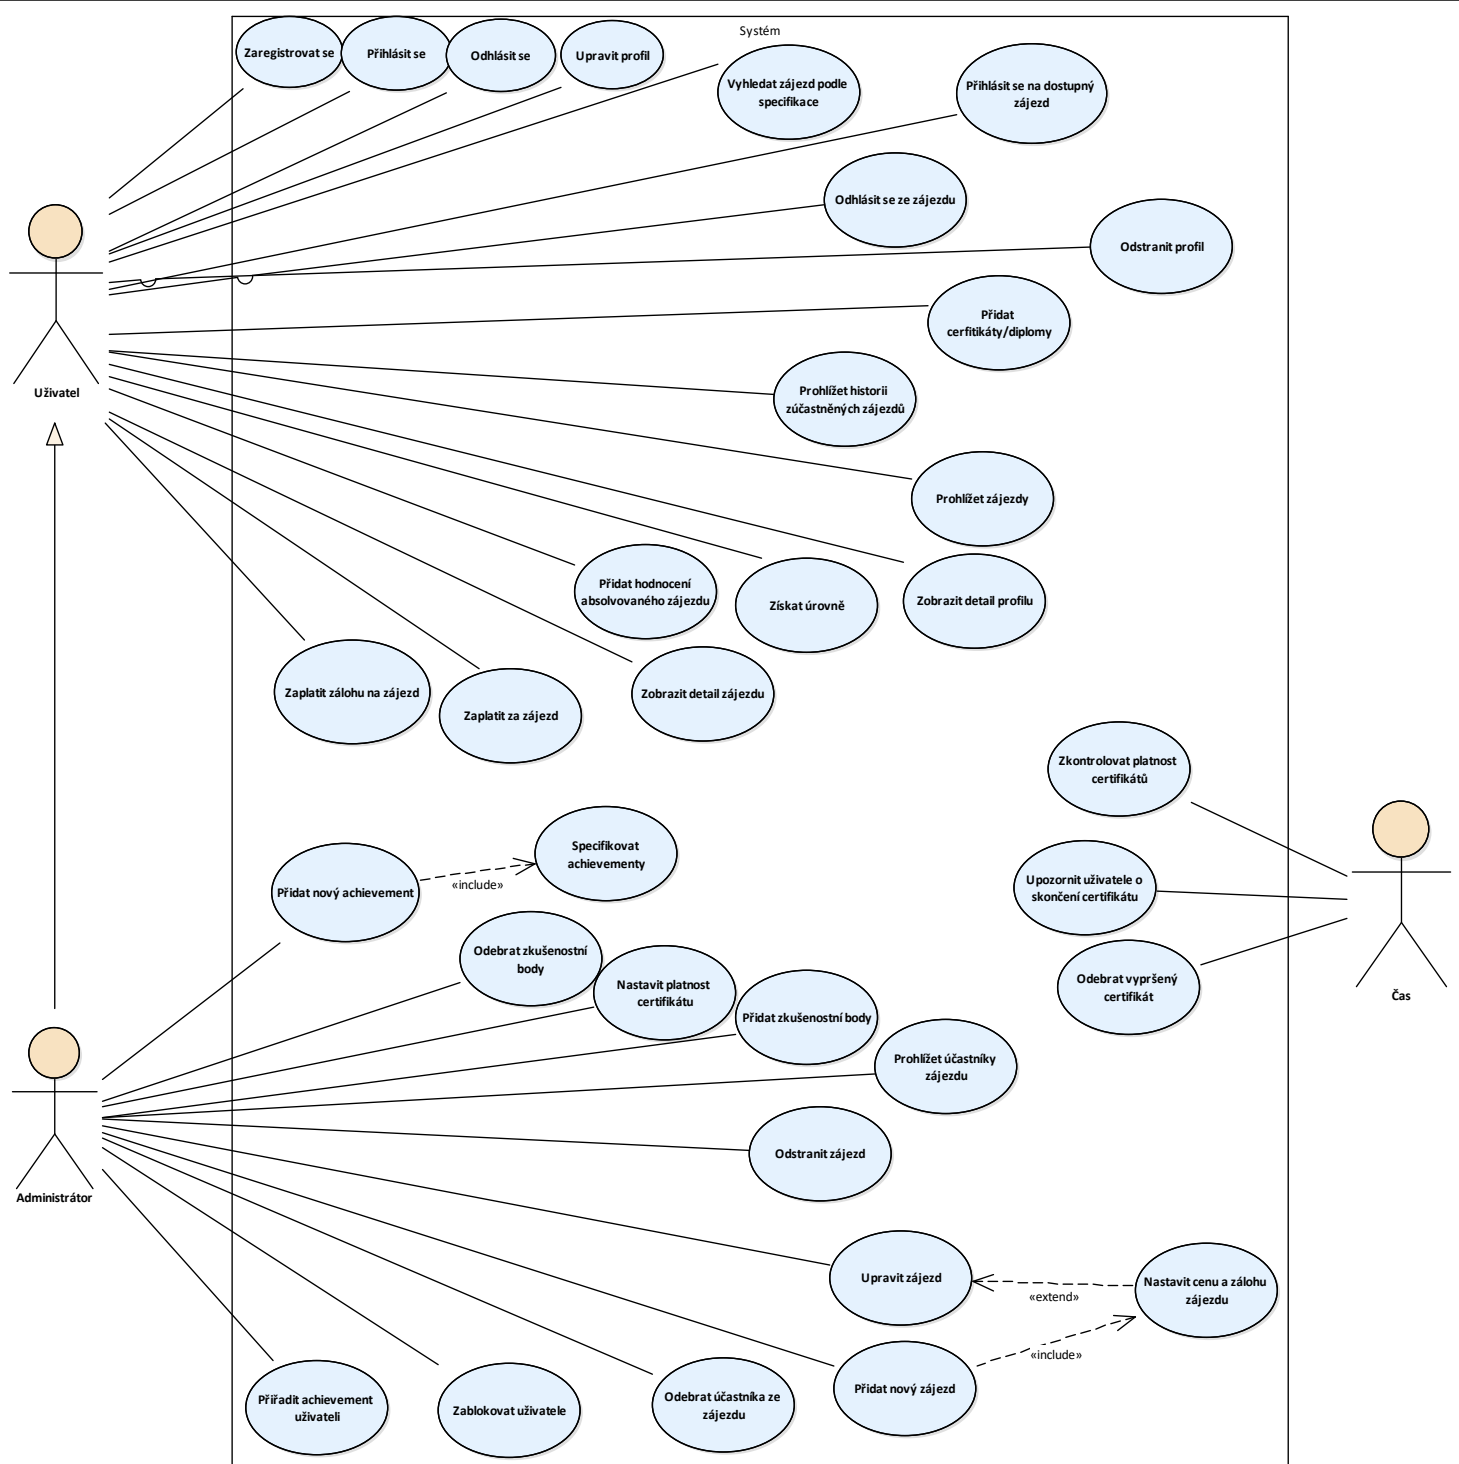 Systém
Zaregistrovat se
Přihlásit se
Odhlásit se
Upravit profil
Vyhledat zájezd podle
specifikace
Přihlásit se na dostupný
zájezd
Odhlásit se ze zájezdu
Odstranit profil
Přidat
cerfitikáty/diplomy
Uživatel
Prohlížet historii
zúčastněných zájezdů
Prohlížet zájezdy
Přidat hodnocení
absolvovaného zájezdu
Získat úrovně
Zobrazit detail profilu
Zaplatit zálohu na zájezd
Zaplatit za zájezd
Zobrazit detail zájezdu
Zkontrolovat platnost
certifikátů
Specifikovat
achievementy
Přidat nový achievement
«include»
Upozornit uživatele o
skončení certifikátu
Odebrat zkušenostní
body
Nastavit platnost
certifikátu
Odebrat vypršený
certifikát
Čas
Přidat zkušenostní body
Prohlížet účastníky
zájezdu
Odstranit zájezd
Administrátor
Upravit zájezd
«extend»
Nastavit cenu a zálohu
zájezdu
«include»
Přidat nový zájezd
Přiřadit achievement
uživateli
Zablokovat uživatele
Odebrat účastníka ze
zájezdu